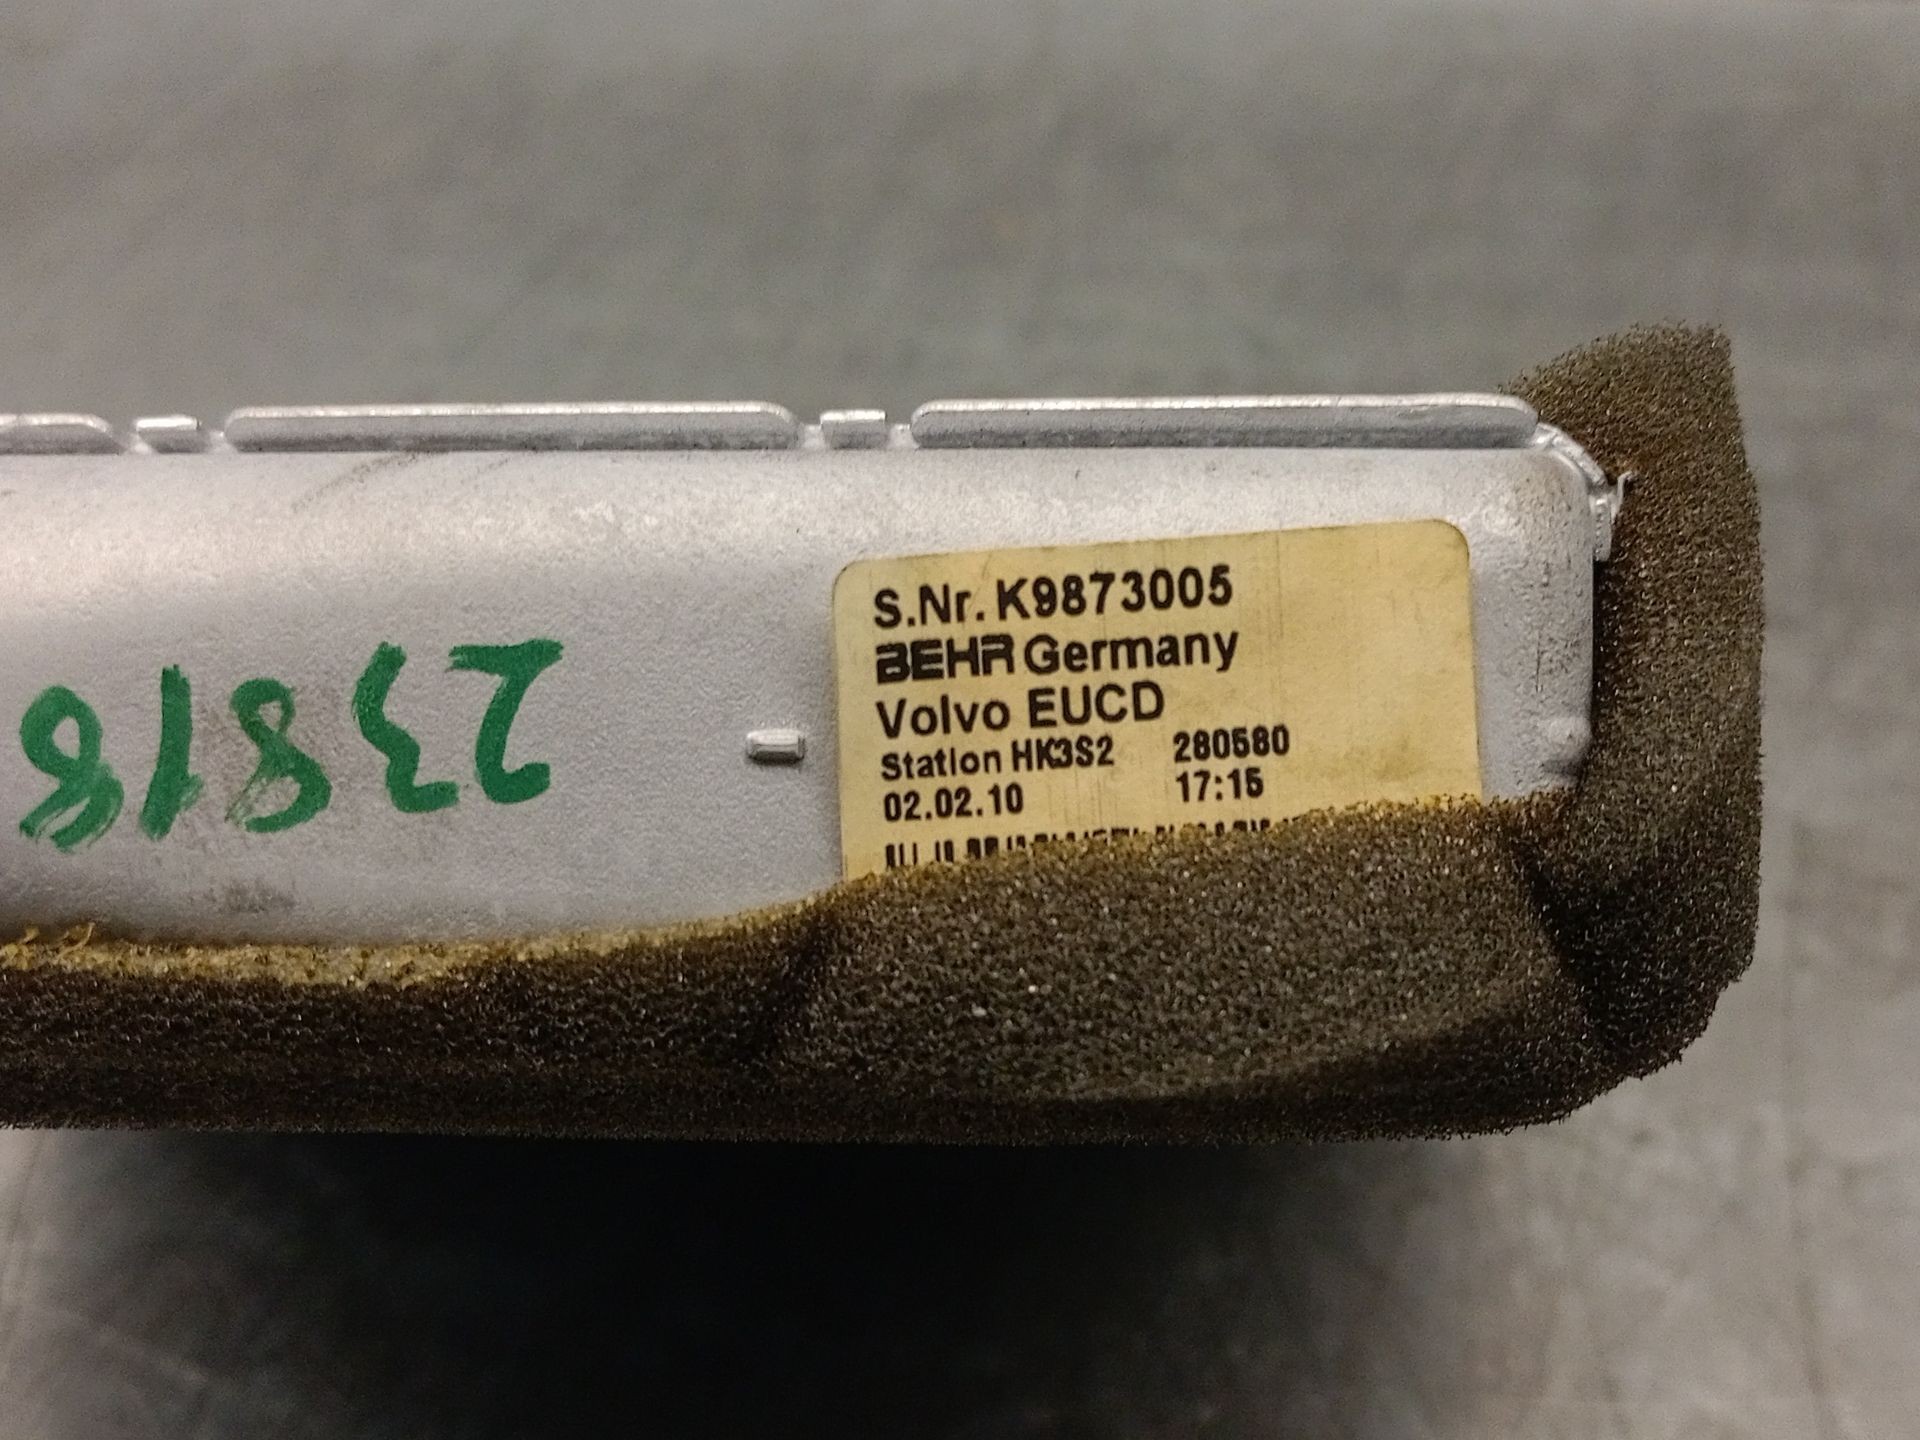 S.Nr. K9873005
BEHR Germany
Volvo EUCD
Station HK3S2 280580
02.02.10 17:15
23818